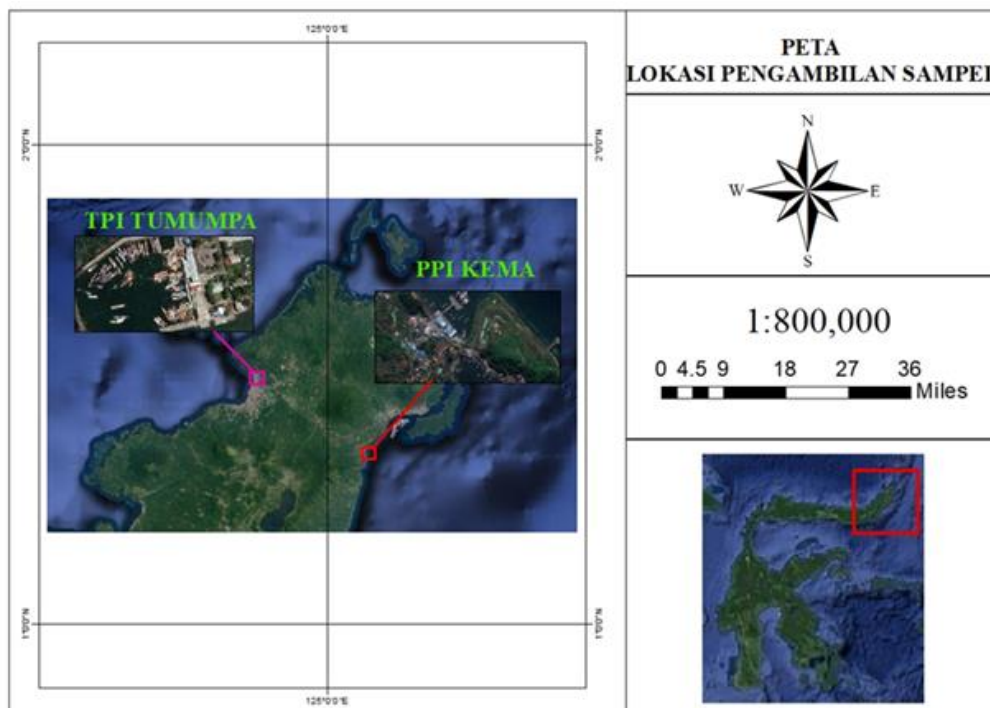 125°0'0"E
2°0'0"N
2°0'0"N
TPI TUMUMPA
PPI KEMA
1°0'0"N
1°0'0"N
125°0'0"E
PETA
LOKASI PENGAMBILAN SAMPEL
N
W
E
S
1:800,000
0 4.5 9 18 27 36
Miles